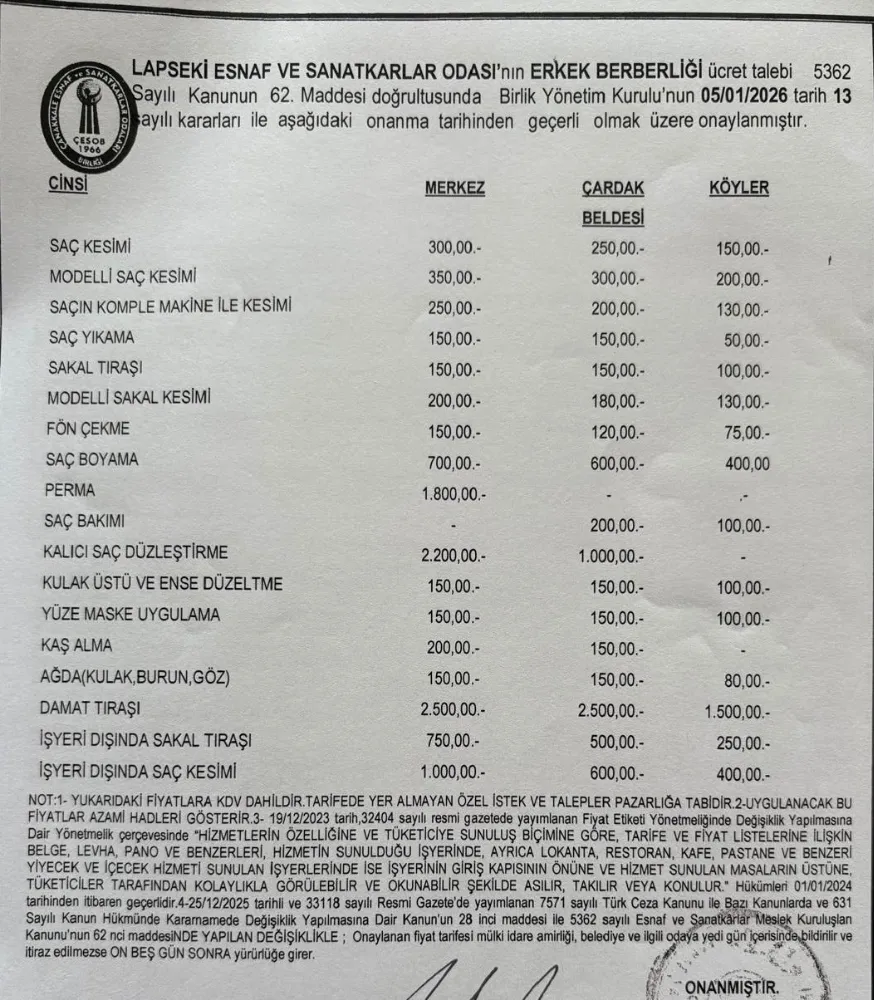 LAPSEKİ ESNAF VE SANATKARLAR ODASI'nın ERKEK BERBERLİĞİ ücret talebi 5362
Sayılı Kanunun 62. Maddesi doğrultusunda Birlik Yönetim Kurulu'nun 05/01/2026 tarih 13
sayılı kararları ile aşağıdaki onanma tarihinden geçerli olmak üzere onaylanmıştır.
ÇANAKKALE ESNAF ve SANATKARLAR ODALARI BİRLİĞİ
ÇESOB
1966
CİNSİ MERKEZ ÇARDAK KÖYLER
BELDESİ
SAÇ KESİMİ 300,00.- 250,00.- 150,00.-
MODELLİ SAÇ KESİMİ 350,00.- 300,00.- 200,00.-
SAÇIN KOMPLE MAKİNE İLE KESİMİ 250,00.- 200,00.- 130,00.-
SAÇ YIKAMA 150,00.- 150,00.- 50,00.-
SAKAL TIRAŞI 150,00.- 150,00.- 100,00.-
MODELLİ SAKAL KESİMİ 200,00.- 180,00.- 130,00.-
FÖN ÇEKME 150,00.- 120,00.- 75,00.-
SAÇ BOYAMA 700,00.- 600,00.- 400,00
PERMA 1.800,00.- - .-
SAÇ BAKIMI - 200,00.- 100,00.-
KALICI SAÇ DÜZLEŞTİRME 2.200,00.- 1.000,00.- -
KULAK ÜSTÜ VE ENSE DÜZELTME 150,00.- 150,00.- 100,00.-
YÜZE MASKE UYGULAMA 150,00.- 150,00.- 100,00.-
KAŞ ALMA 200,00.- 150,00.- -
AĞDA(KULAK,BURUN,GÖZ) 150,00.- 150,00.- 80,00.-
DAMAT TIRAŞI 2.500,00.- 2.500,00.- 1.500,00.-
İŞYERİ DIŞINDA SAKAL TIRAŞI 750,00.- 500,00.- 250,00.-
İŞYERİ DIŞINDA SAÇ KESİMİ 1.000,00.- 600,00.- 400,00.-
NOT:1- YUKARIDAKİ FİYATLARA KDV DAHİLDİR.TARİFEDE YER ALMAYAN ÖZEL İSTEK VE TALEPLER PAZARLIĞA TABİDİR.2-UYGULANACAK BU
FİYATLAR AZAMİ HADLERİ GÖSTERİR.3- 19/12/2023 tarih,32404 sayılı resmi gazetede yayımlanan Fiyat Etiketi Yönetmeliğinde Değişiklik Yapılmasına
Dair Yönetmelik çerçevesinde "HİZMETLERİN ÖZELLİĞİNE VE TÜKETİCİYE SUNULUŞ BİÇİMİNE GÖRE, TARİFE VE FİYAT LİSTELERİNE İLİŞKİN
BELGE, LEVHA, PANO VE BENZERLERİ, HİZMETİN SUNULDUĞU İŞYERİNDE, AYRICA LOKANTA, RESTORAN, KAFE, PASTANE VE BENZERİ
YİYECEK VE İÇECEK HİZMETİ SUNULAN İŞYERLERİNDE İSE İŞYERİNİN GİRİŞ KAPISININ ÖNÜNE VE HİZMET SUNULAN MASALARIN ÜSTÜNE,
TÜKETİCİLER TARAFINDAN KOLAYLIKLA GÖRÜLEBİLİR VE OKUNABİLİR ŞEKİLDE ASILIR, TAKILIR VEYA KONULUR." Hükümleri 01/01/2024
tarihinden itibaren geçerlidir.4-25/12/2025 tarihli ve 33118 sayılı Resmi Gazete'de yayımlanan 7571 sayılı Türk Ceza Kanunu ile Bazı Kanunlarda ve 631
Sayılı Kanun Hükmünde Kararnamede Değişiklik Yapılmasına Dair Kanun'un 28 inci maddesi ile 5362 sayılı Esnaf ve Sanatkarlar Meslek Kuruluşları
Kanunu'nun 62 nci maddesiNDE YAPILAN DEĞİŞİKLİKLE ; Onaylanan fiyat tarifesi mülki idare amirliği, belediye ve ilgili odaya yedi gün içerisinde bildirilir ve
itiraz edilmezse ON BEŞ GÜN SONRA yürürlüğe girer.
ONANMIŞTIR.